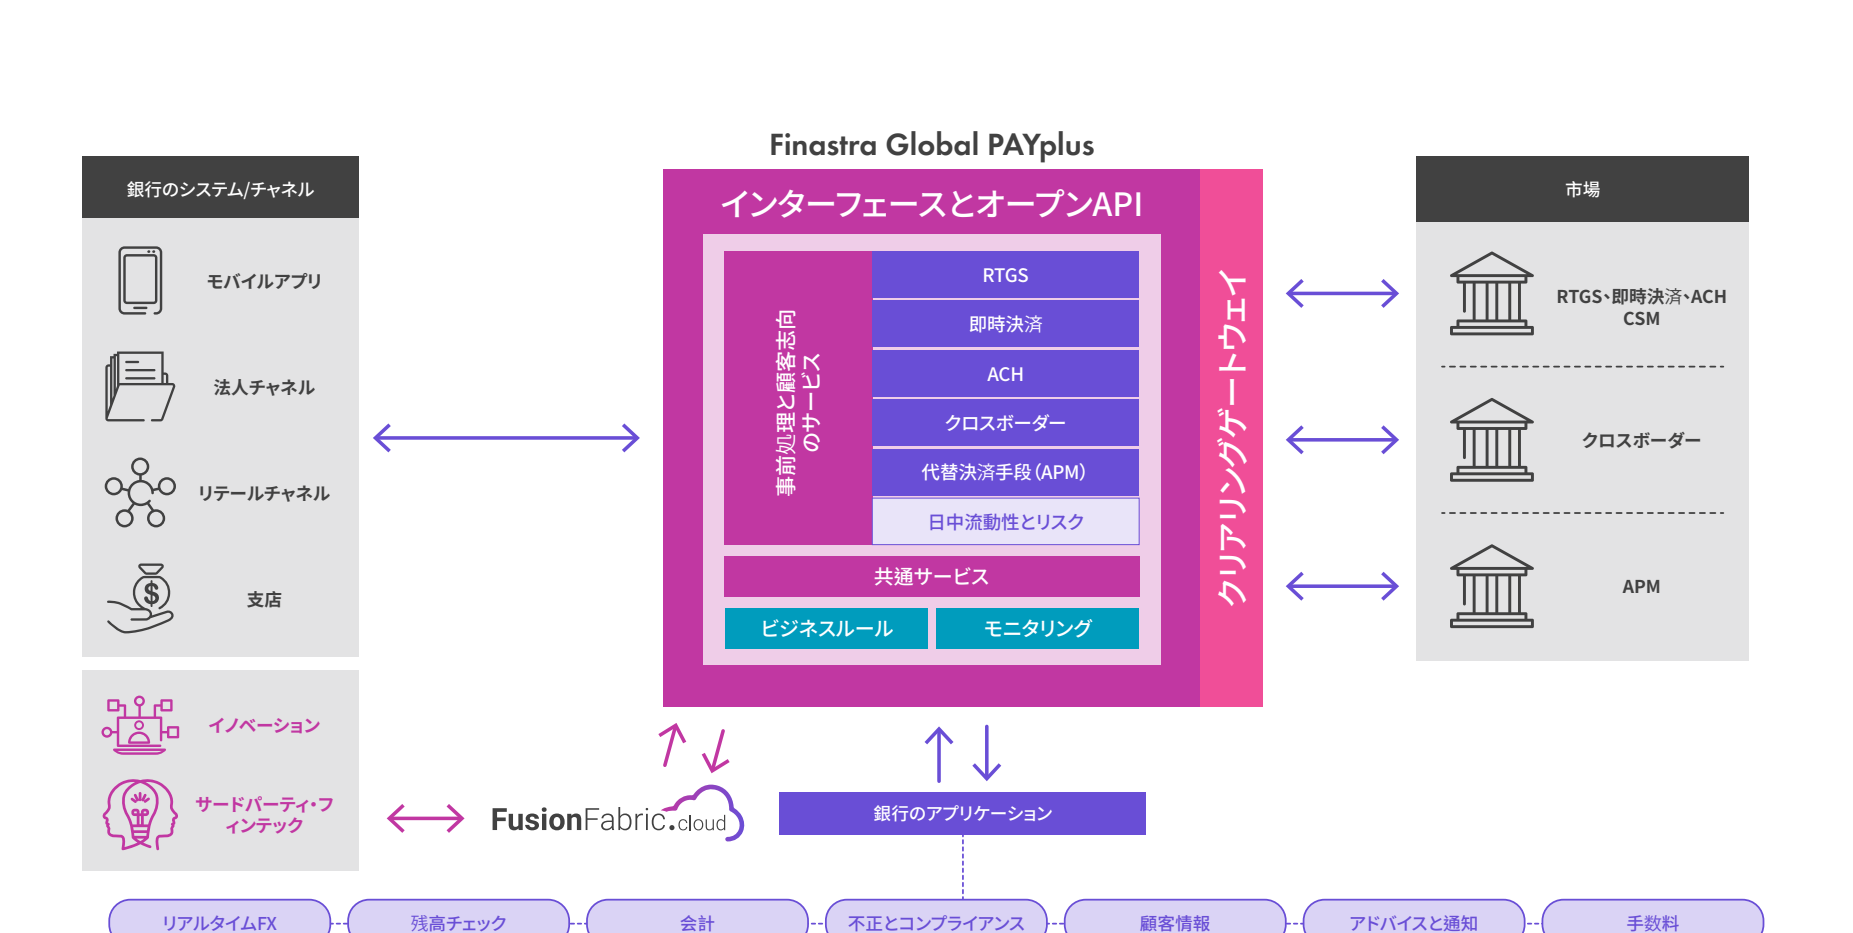 Finastra Global PAYplus
銀行のシステム/チャネル
モバイルアプリ
法人チャネル
リテールチャネル
支店
イノベーション
サードパーティ・フ
ィンテック
インターフェースとオープンAPI
事前処理と顧客志向
のサービス
RTGS
即時決済
ACH
クロスボーダー
代替決済手段（APM）
日中流動性とリスク
共通サービス
ビジネスルール
モニタリング
クリアリングゲートウェイ
市場
RTGS、即時決済、ACH
CSM
クロスボーダー
APM
FusionFabric.cloud
銀行のアプリケーション
リアルタイムFX
残高チェック
会計
不正とコンプライアンス
顧客情報
アドバイスと通知
手数料